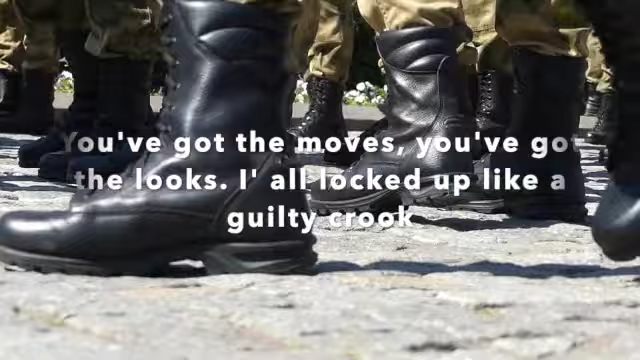 You've got the moves, you've got
the looks. I' all locked up like a
guilty crook